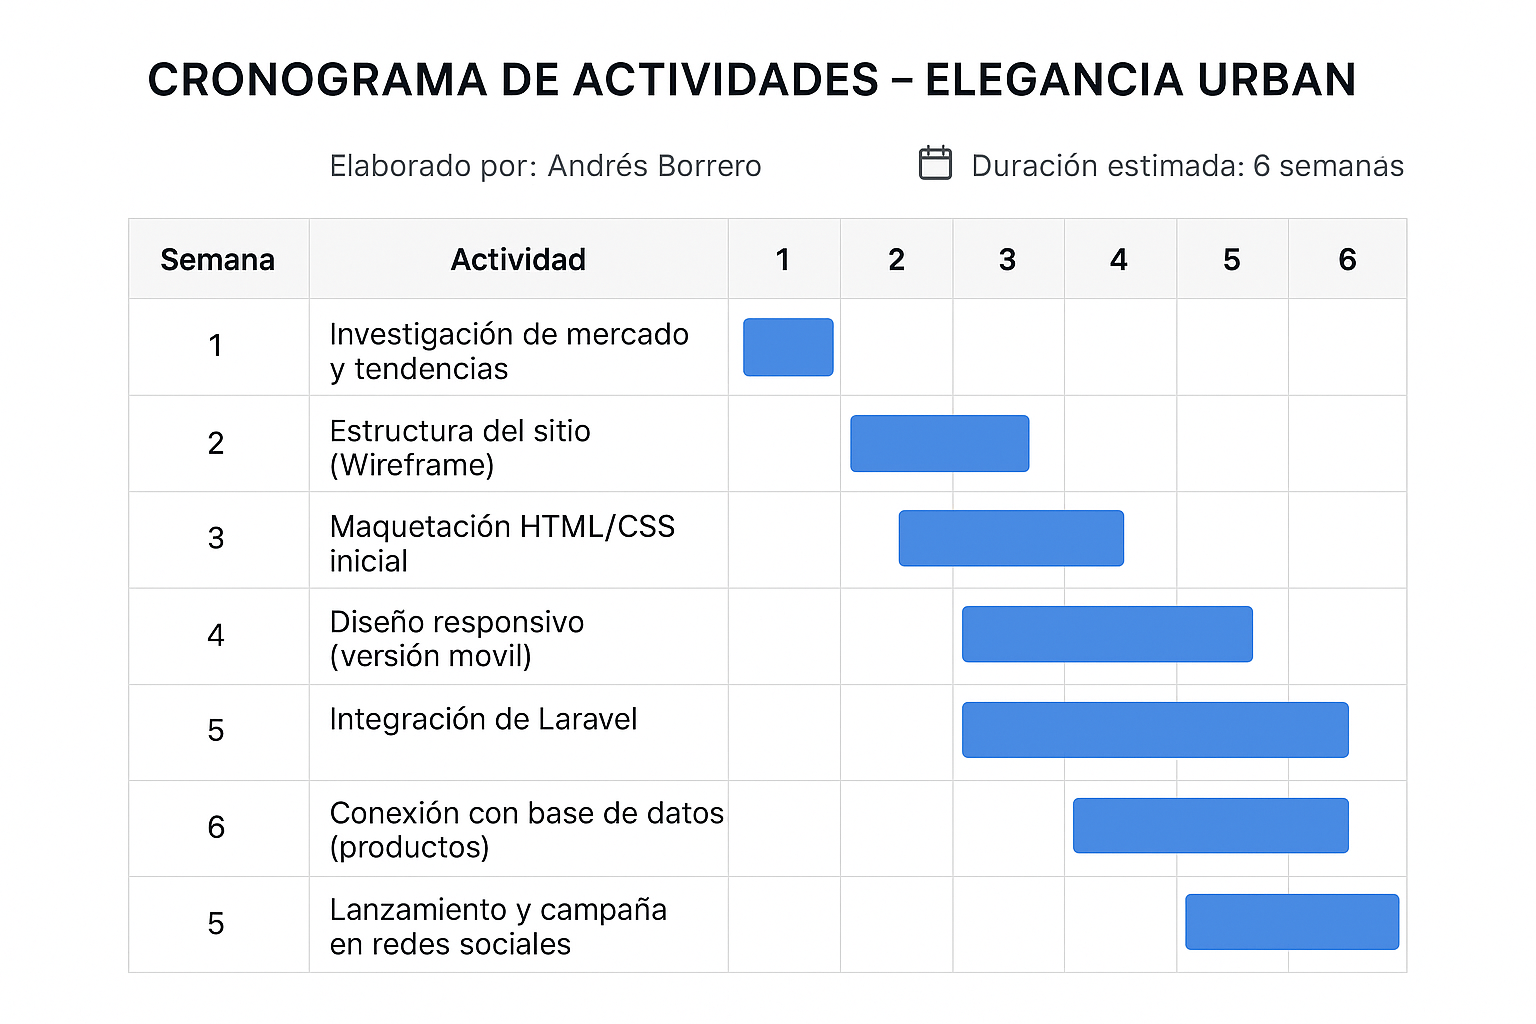 CRONOGRAMA DE ACTIVIDADES – ELEGANCIA URBAN
Elaborado por: Andrés Borrero
Duración estimada: 6 semanas
Semana Actividad 1 2 3 4 5 6
1 Investigación de mercado
y tendencias
2 Estructura del sitio
(Wireframe)
3 Maquetación HTML/CSS
inicial
4 Diseño responsivo
(versión movil)
5 Integración de Laravel
6 Conexión con base de datos
(productos)
5 Lanzamiento y campaña
en redes sociales